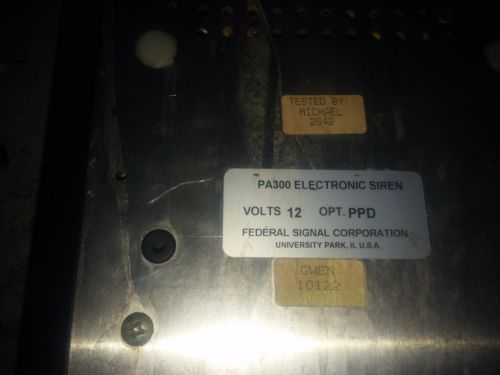 TESTED BY:
MICHAEL
2842
PA300 ELECTRONIC SIREN
VOLTS 12 OPT. PPD
FEDERAL SIGNAL CORPORATION
UNIVERSITY PARK, IL U.S.A.
GWEN
10122